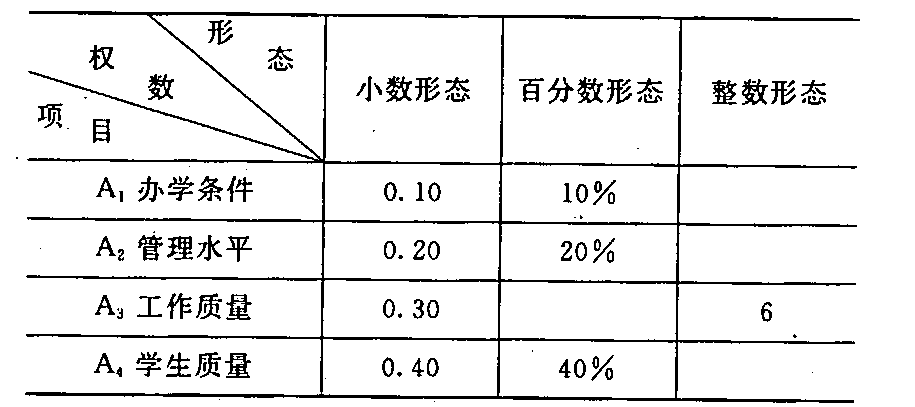 形态
权数
项目
小数形态 百分数形态 整数形态
A₁ 办学条件 0.10 10%
A₂ 管理水平 0.20 20%
A₃ 工作质量 0.30 6
A₄ 学生质量 0.40 40%